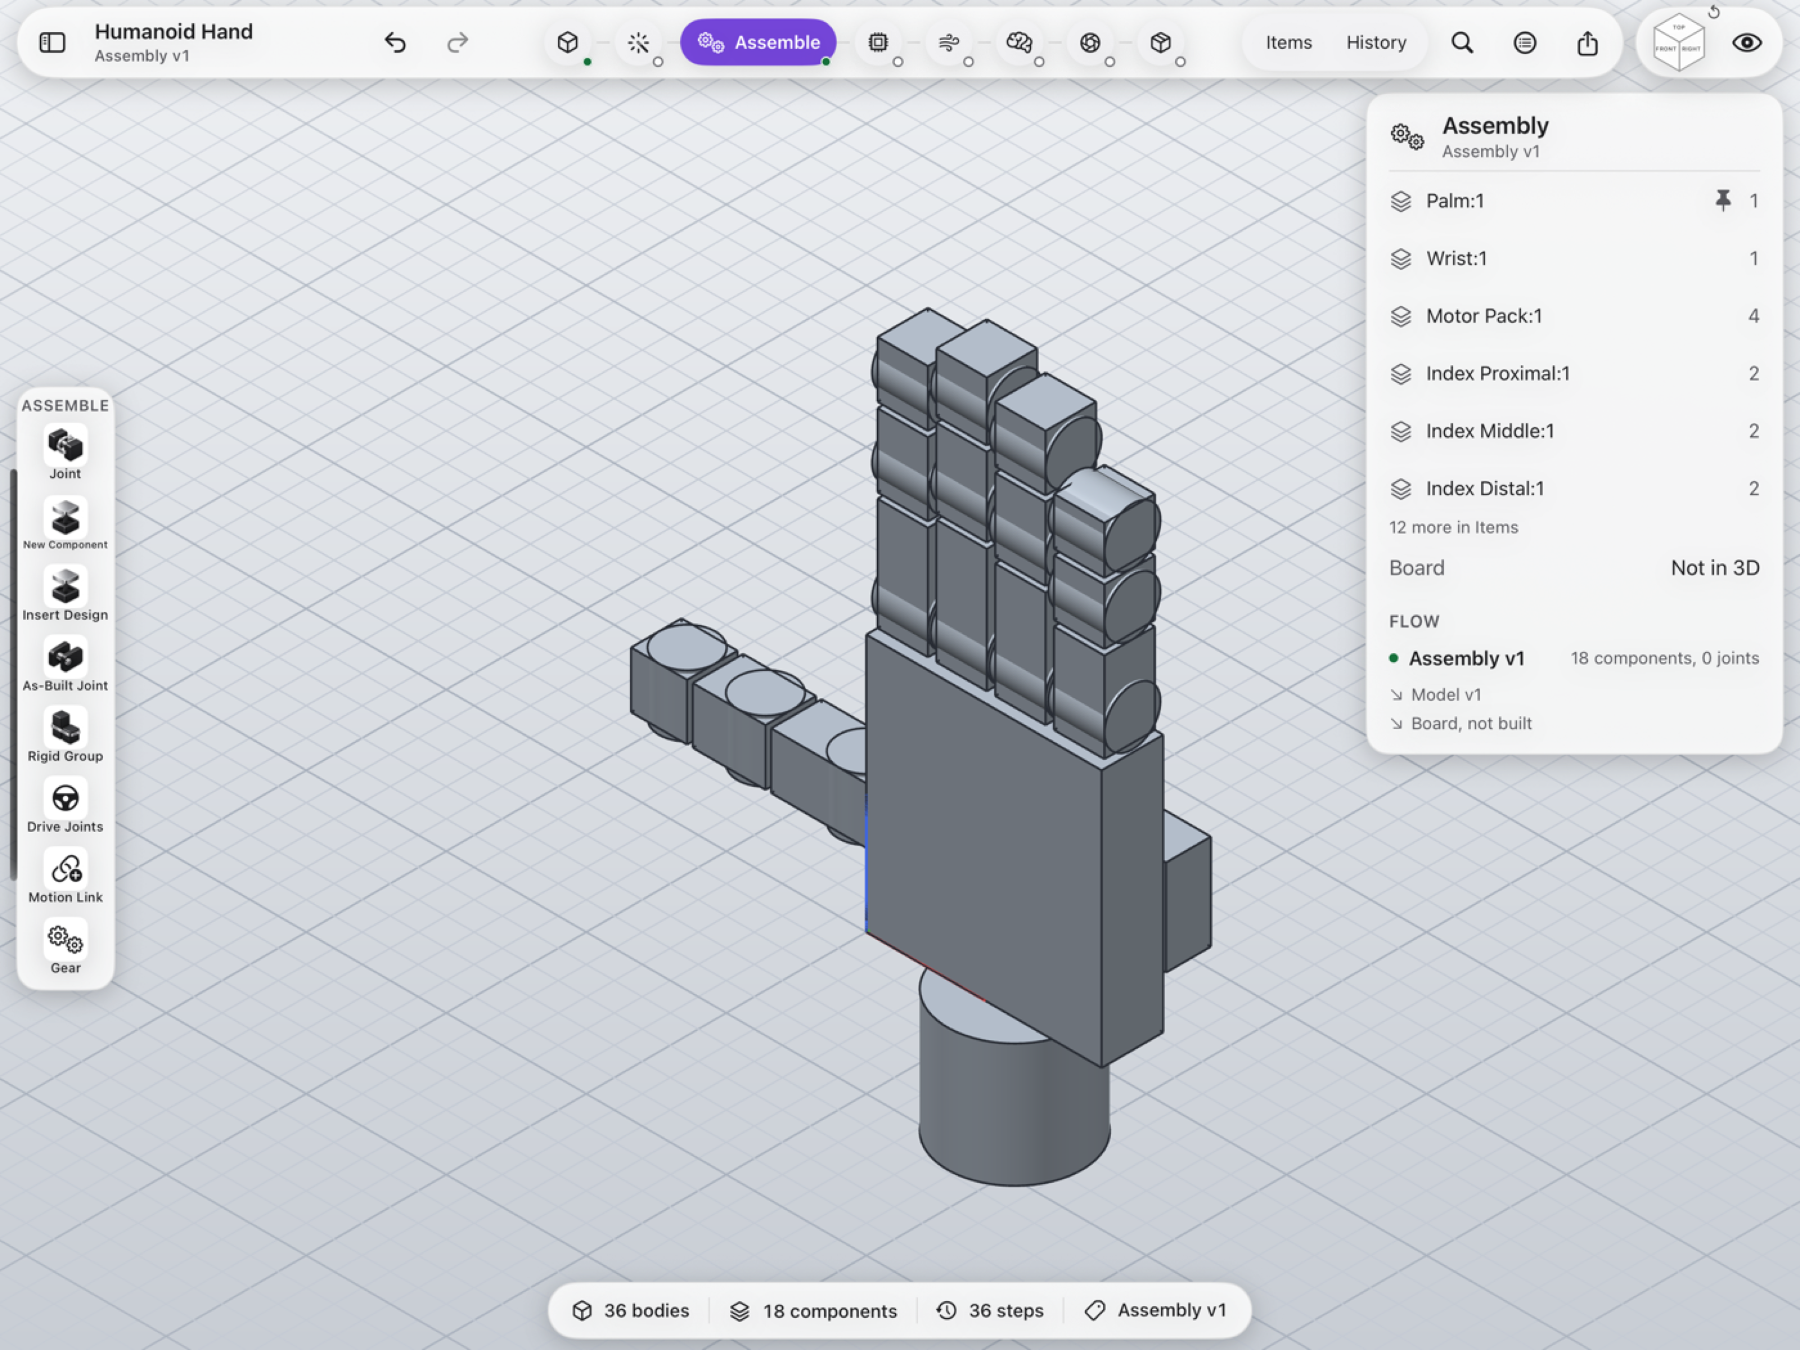 Humanoid Hand
Assembly v1
Assemble
Items
History
TOP
FRONT
RIGHT
Assembly
Assembly v1
Palm:1 1
Wrist:1 1
Motor Pack:1 4
Index Proximal:1 2
Index Middle:1 2
Index Distal:1 2
12 more in Items
Board Not in 3D
FLOW
Assembly v1 18 components, 0 joints
Model v1
Board, not built
ASSEMBLE
Joint
New Component
Insert Design
As-Built Joint
Rigid Group
Drive Joints
Motion Link
Gear
36 bodies
18 components
36 steps
Assembly v1